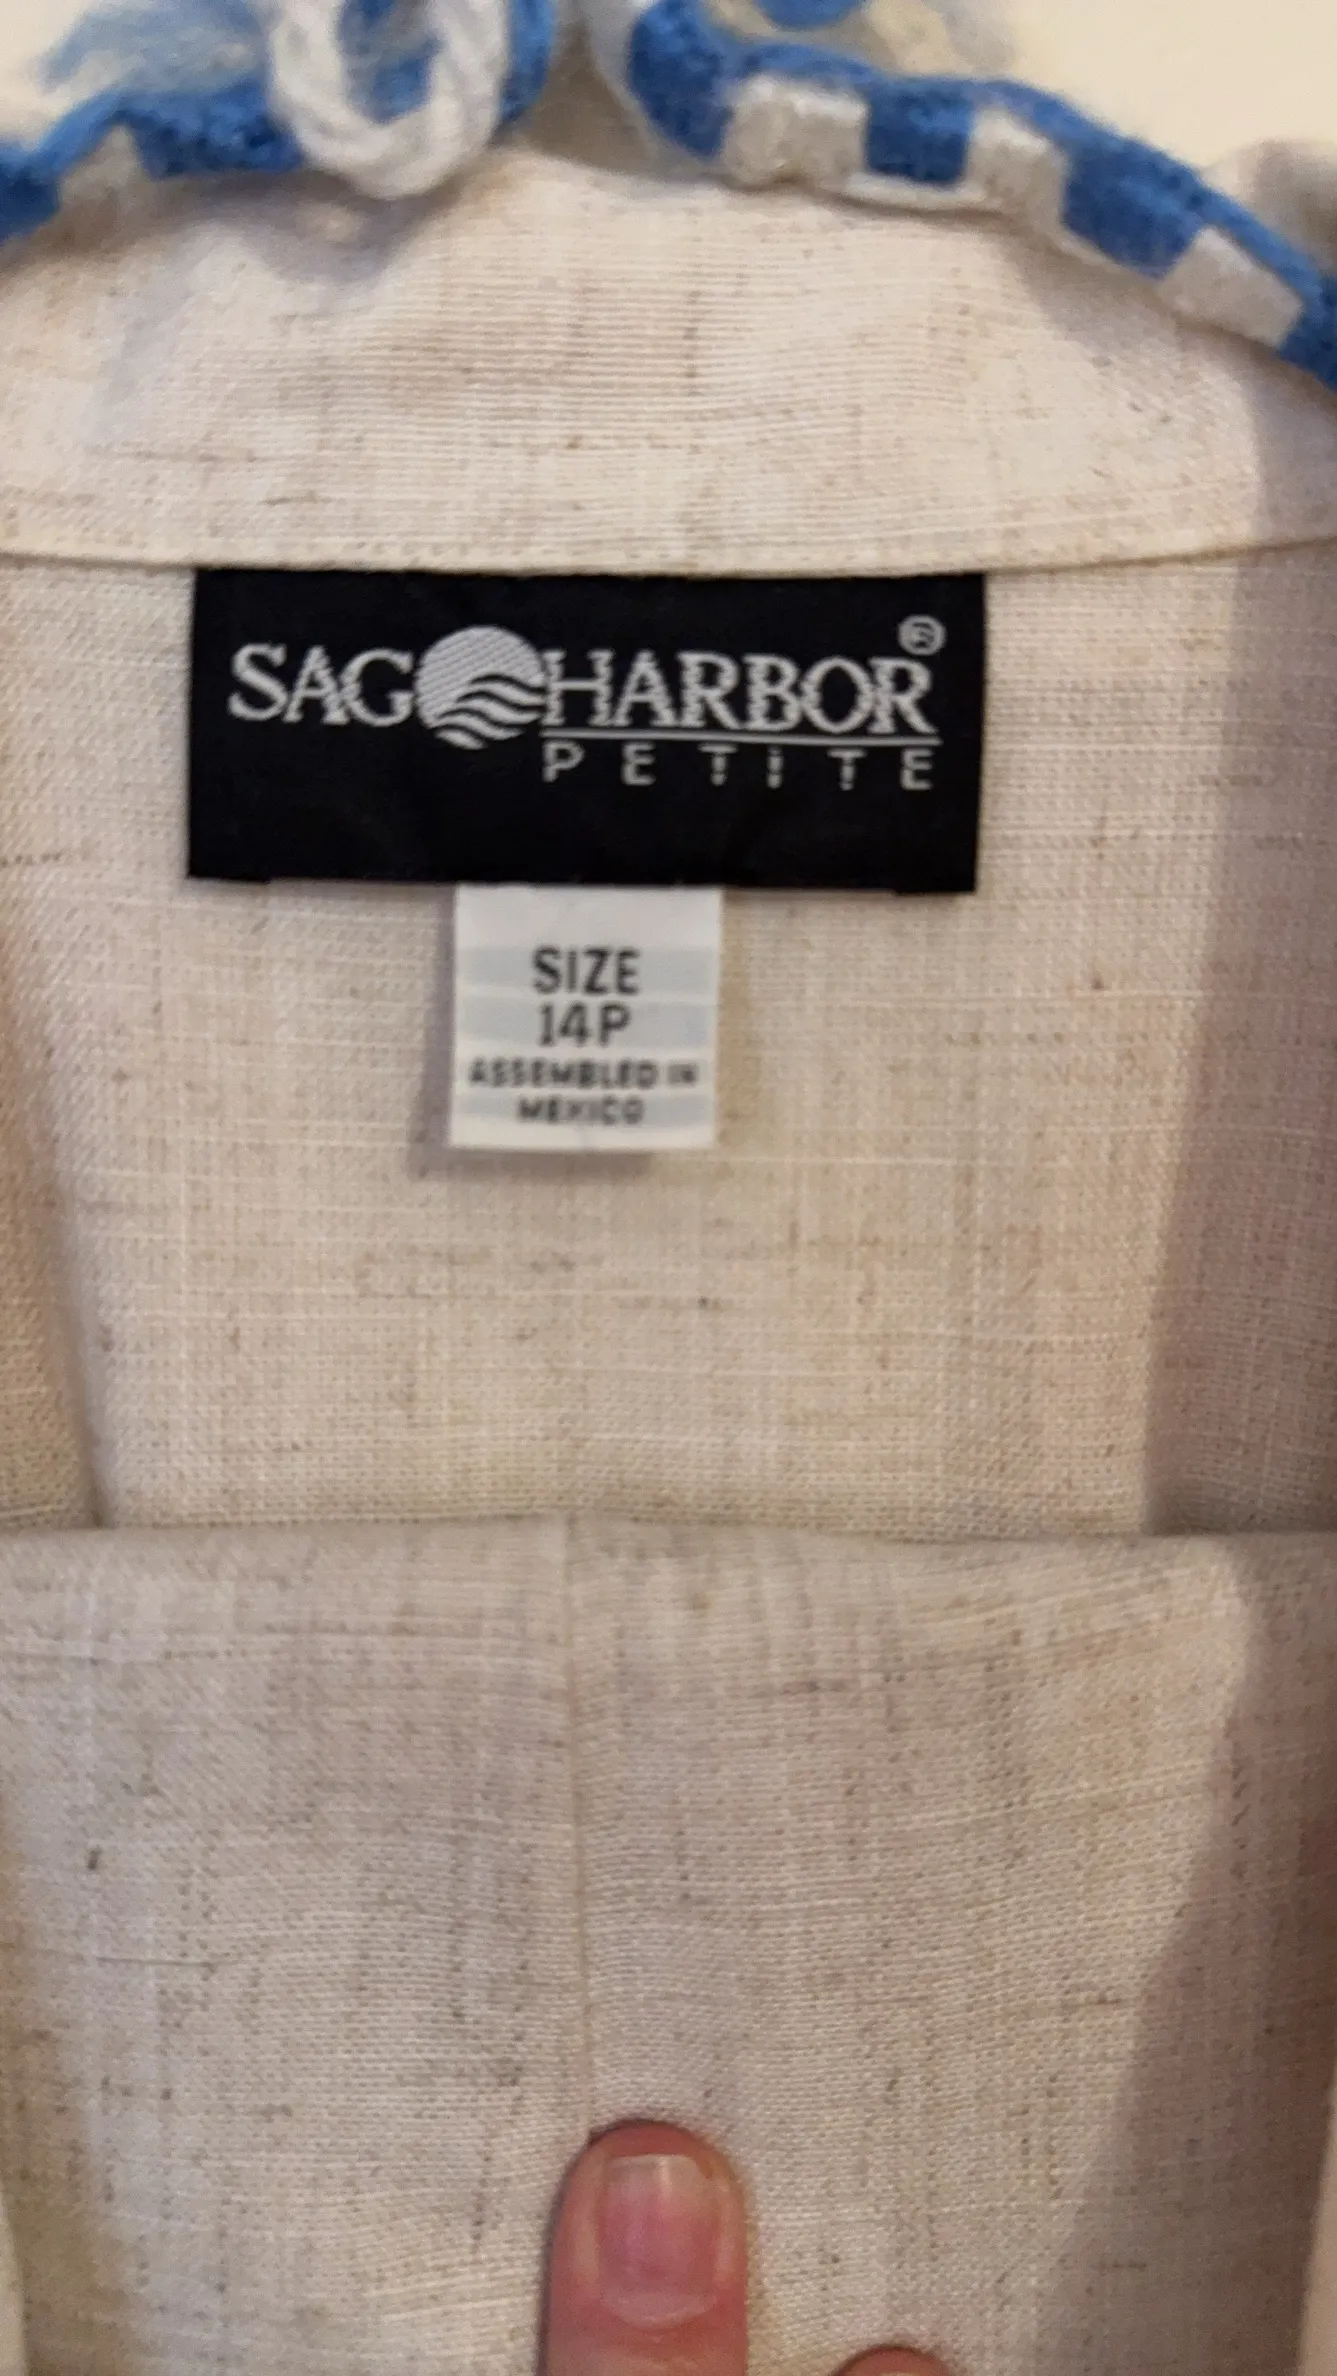 SAG HARBOR®
PETITE
SIZE
14P
ASSEMBLED IN
MEXICO